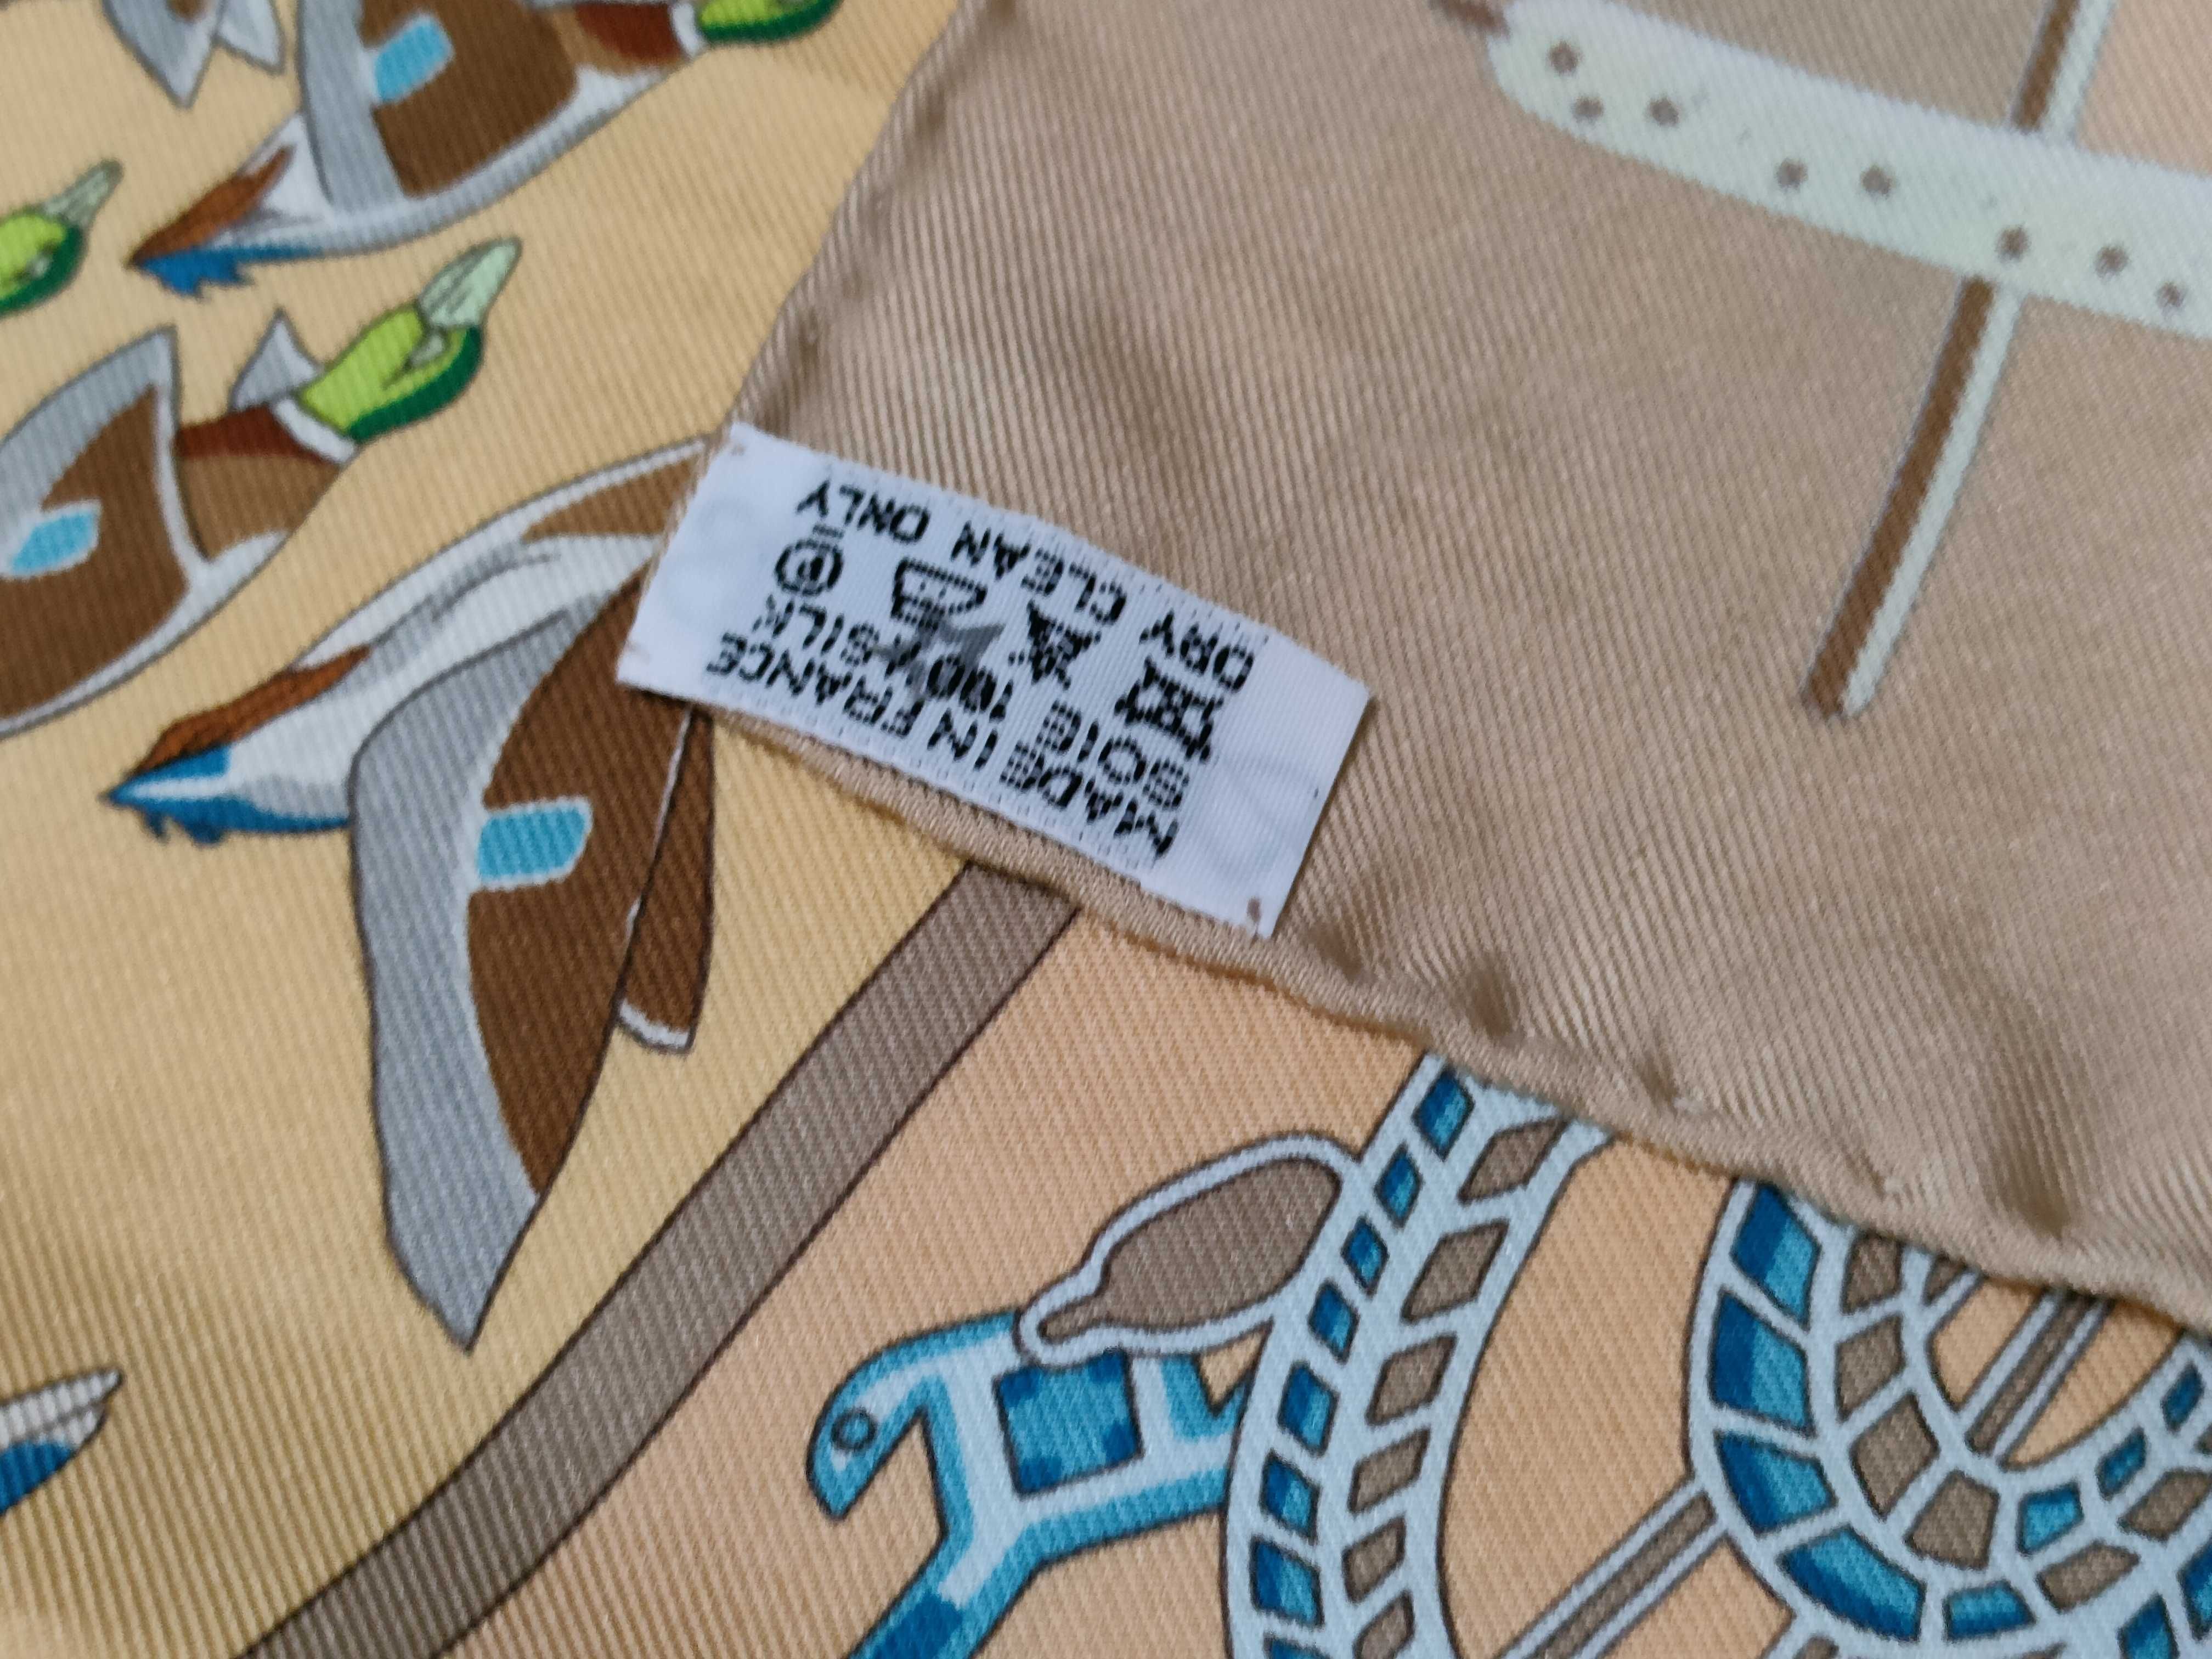 MADE IN FRANCE
SOIE 100% SILK
DRY CLEAN ONLY